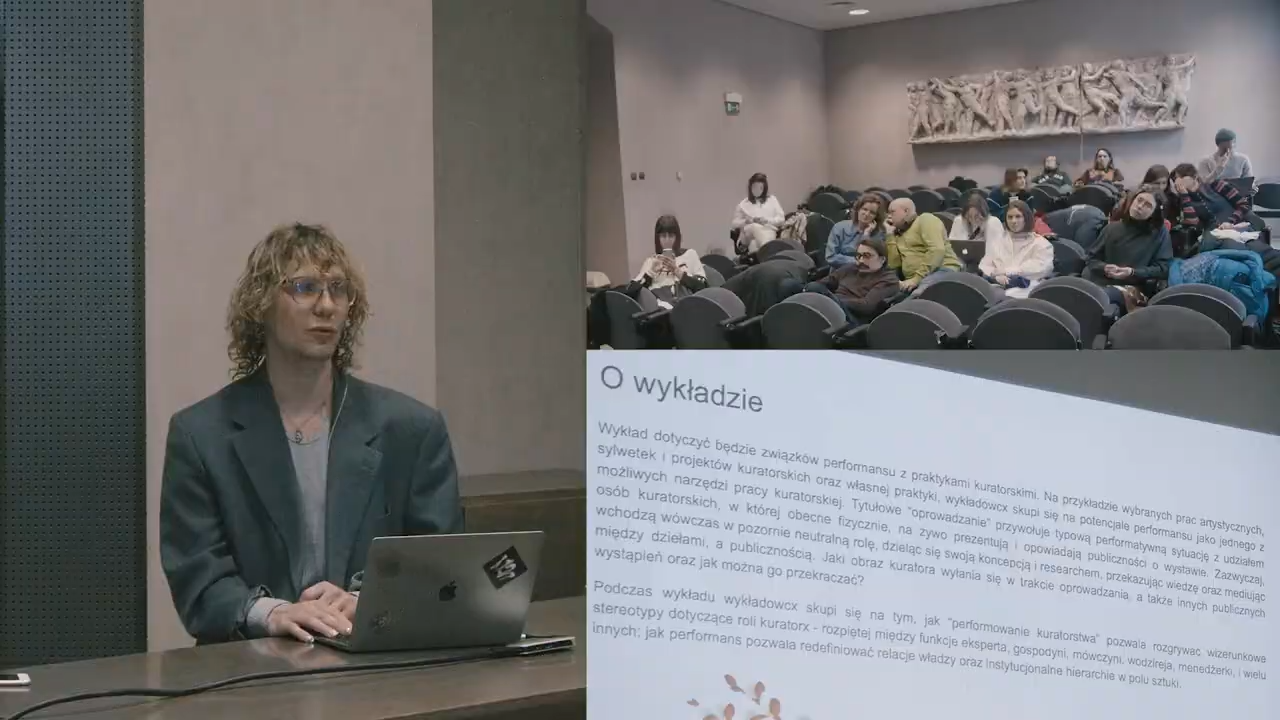 O wykładzie
Wykład dotyczyć będzie związków performansu z praktykami kuratorskimi. Na przykładzie wybranych prac artystycznych,
sylwetek i projektów kuratorskich oraz własnej praktyki, wykładowcx skupi się na potencjale performansu jako jednego z
możliwych narzędzi pracy kuratorskiej. Tytułowe "oprowadzanie" przywołuje typową performatywną sytuację z udziałem
osób kuratorskich, w której obecne fizycznie, na żywo prezentują i opowiadają publiczności o wystawie. Zazwyczaj,
wchodzą wówczas w pozornie neutralną rolę, dzieląc się swoją koncepcją i researchem, przekazując wiedzę oraz mediując
między dziełami, a publicznością. Jaki obraz kuratora wyłania się w trakcie oprowadzania, a także innych publicznych
wystąpień oraz jak można go przekraczać?
Podczas wykładu wykładowcx skupi się na tym, jak "performowanie kuratorstwa" pozwala rozgrywać wizerunkowe
stereotypy dotyczące roli kuratorx - rozpiętej między funkcje eksperta, gospodyni, mówczyni, wodzireja, menedżerki, i wielu
innych; jak performans pozwala redefiniować relacje władzy oraz instytucjonalne hierarchie w polu sztuki.